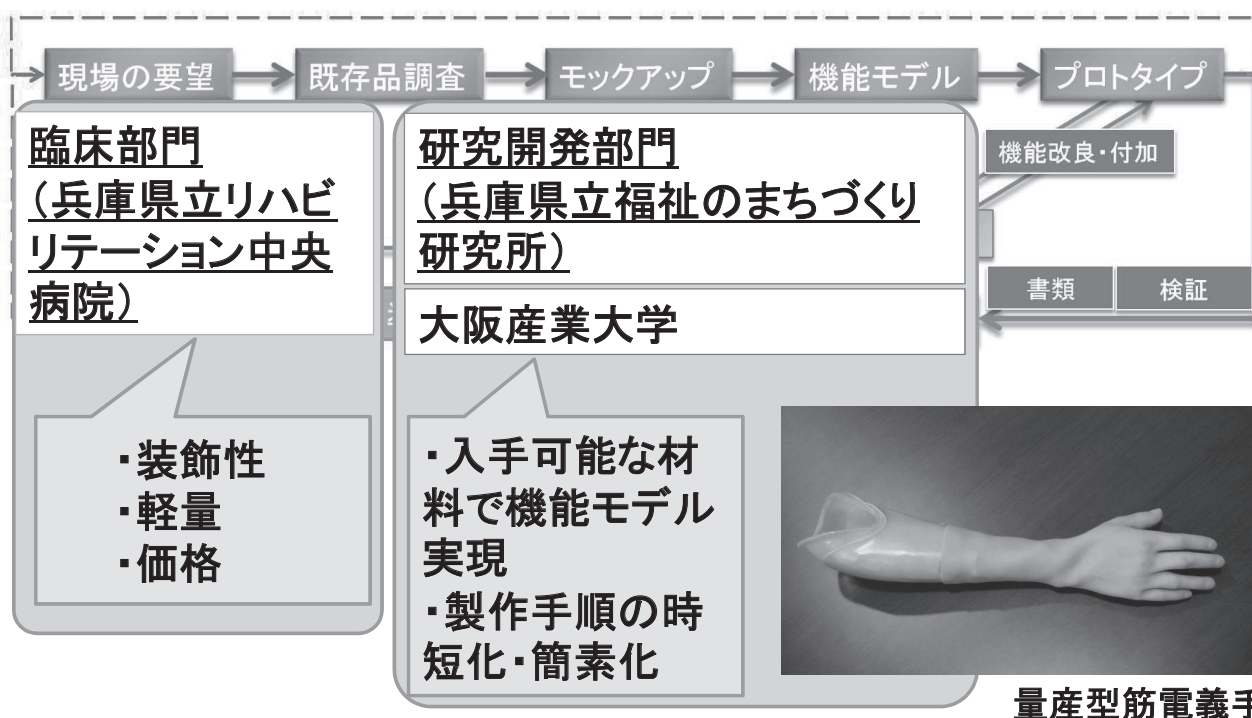 現場の要望
既存品調査
モックアップ
機能モデル
プロトタイプ
臨床部門
（兵庫県立リハビ
リテーション中央
病院）
研究開発部門
（兵庫県立福祉のまちづくり
研究所）
大阪産業大学
機能改良・付加
書類
検証
・装飾性
・軽量
・価格
・入手可能な材
料で機能モデル
実現
・製作手順の時
短化・簡素化
量産型筋電義手